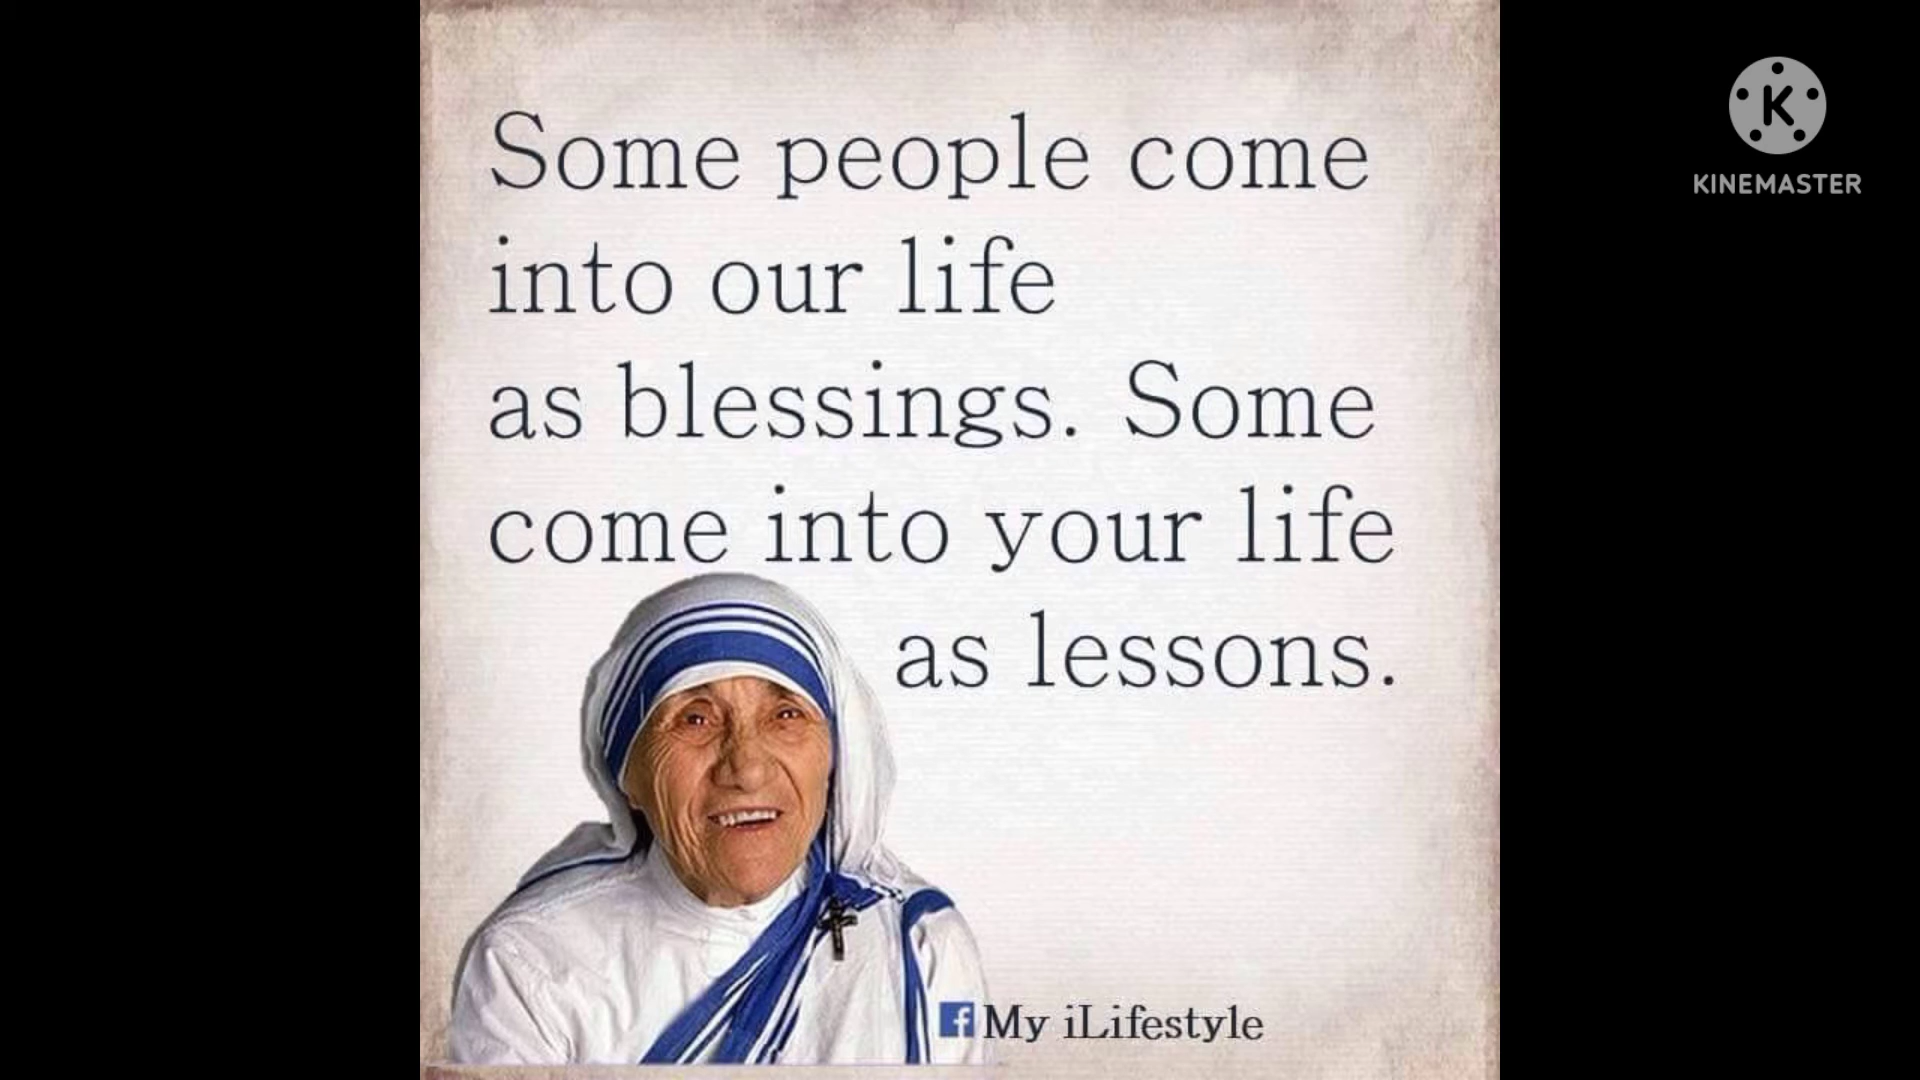 Some people come
into our life
as blessings. Some
come into your life
as lessons.
My iLifestyle
K
KINEMASTER